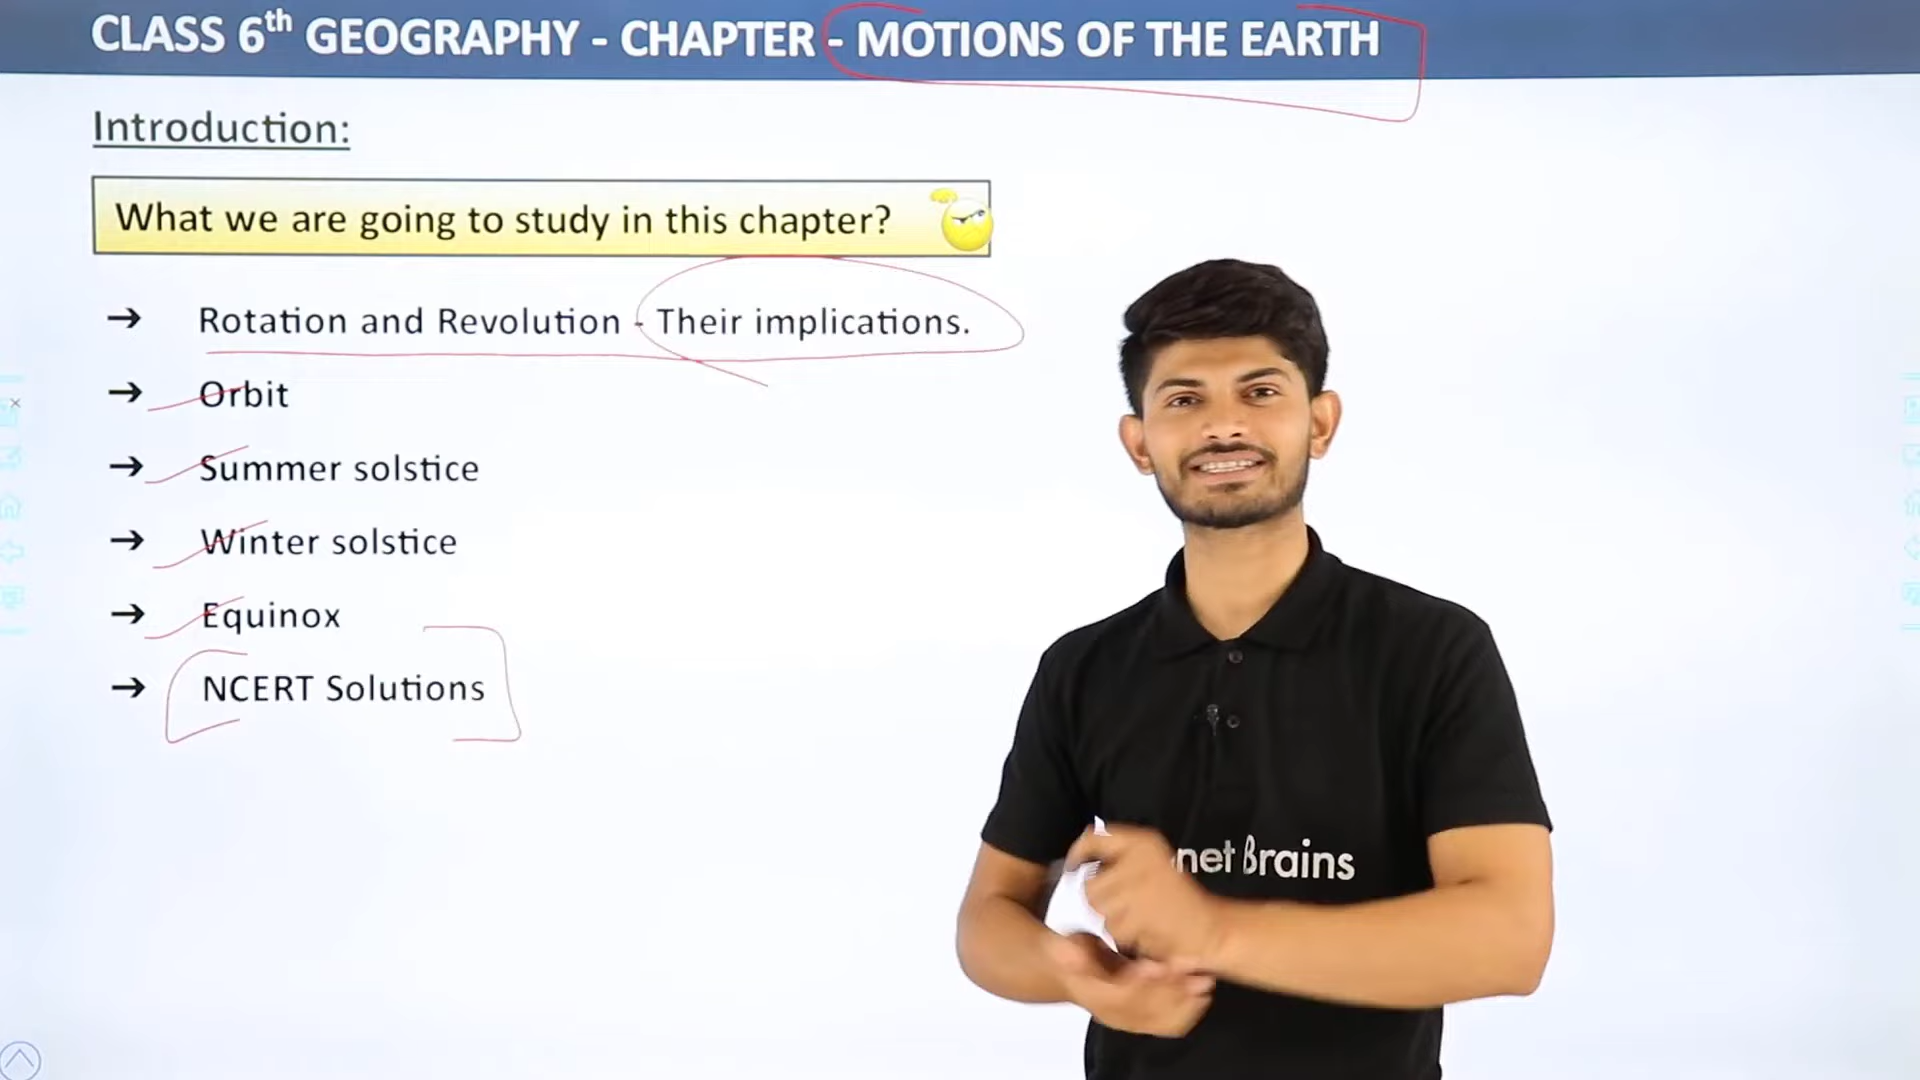 CLASS 6th GEOGRAPHY - CHAPTER - MOTIONS OF THE EARTH
Introduction:
What we are going to study in this chapter?
➔ Rotation and Revolution - Their implications.
➔ Orbit
➔ Summer solstice
➔ Winter solstice
➔ Equinox
➔ NCERT Solutions
net Brains